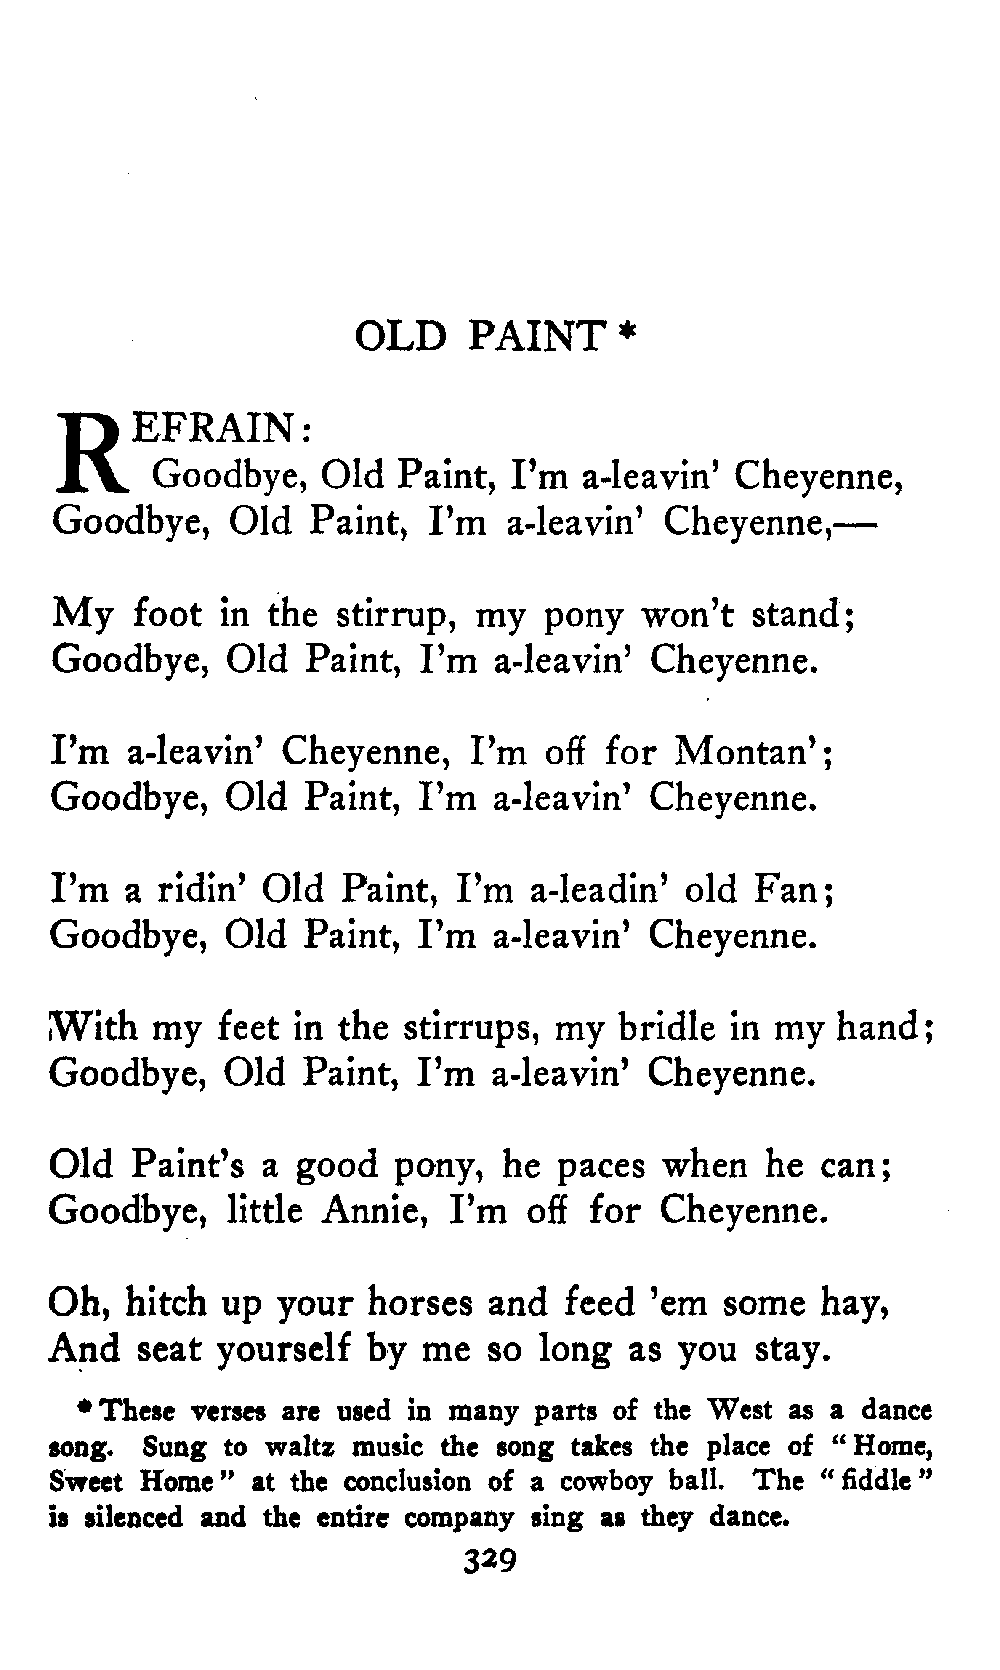 OLD PAINT *
REFRAIN:
Goodbye, Old Paint, I'm a-leavin' Cheyenne,
Goodbye, Old Paint, I'm a-leavin' Cheyenne,—
My foot in the stirrup, my pony won't stand;
Goodbye, Old Paint, I'm a-leavin' Cheyenne.
I'm a-leavin' Cheyenne, I'm off for Montan';
Goodbye, Old Paint, I'm a-leavin' Cheyenne.
I'm a ridin' Old Paint, I'm a-leadin' old Fan;
Goodbye, Old Paint, I'm a-leavin' Cheyenne.
With my feet in the stirrups, my bridle in my hand;
Goodbye, Old Paint, I'm a-leavin' Cheyenne.
Old Paint's a good pony, he paces when he can;
Goodbye, little Annie, I'm off for Cheyenne.
Oh, hitch up your horses and feed 'em some hay,
And seat yourself by me so long as you stay.
* These verses are used in many parts of the West as a dance
song. Sung to waltz music the song takes the place of "Home,
Sweet Home" at the conclusion of a cowboy ball. The "fiddle"
is silenced and the entire company sing as they dance.
329